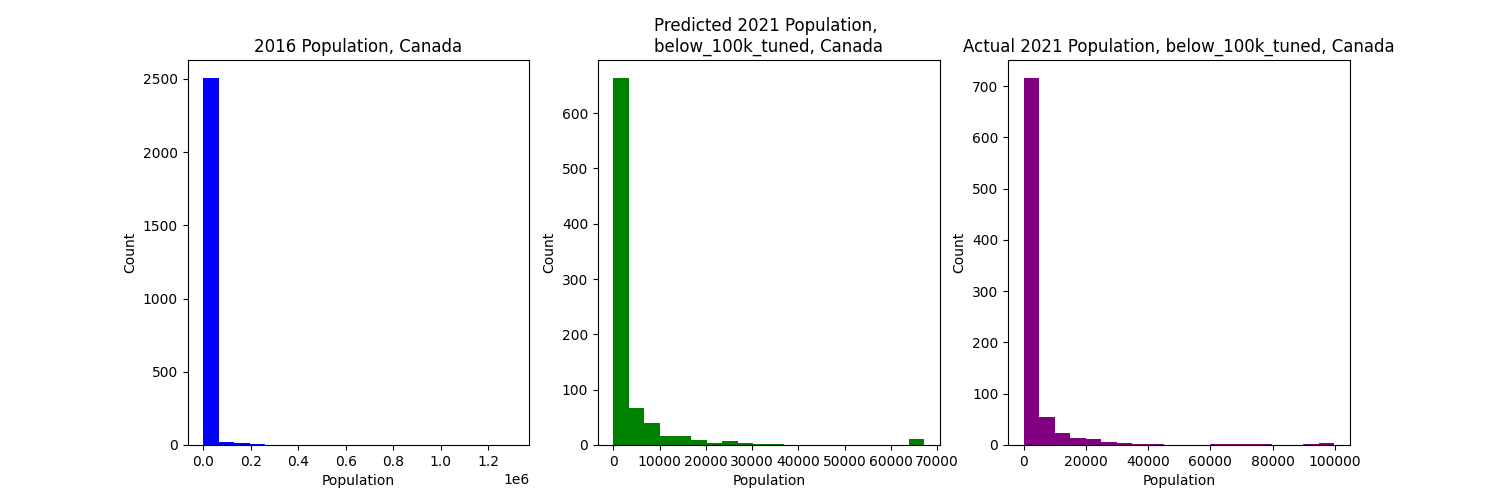 2016 Population, Canada
2500
2000
1500
1000
500
0
Count
0.0 0.2 0.4 0.6 0.8 1.0 1.2
1e6
Population
Predicted 2021 Population,
below_100k_tuned, Canada
600
500
400
300
200
100
0
Count
0 10000 20000 30000 40000 50000 60000 70000
Population
Actual 2021 Population, below_100k_tuned, Canada
700
600
500
400
300
200
100
0
Count
0 20000 40000 60000 80000 100000
Population